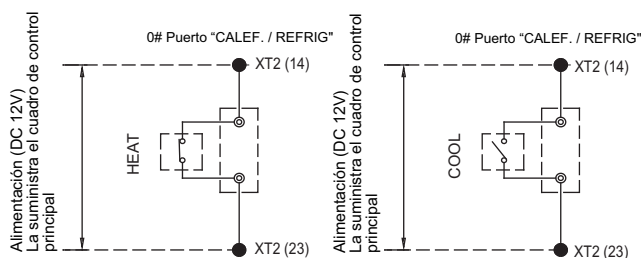 0# Puerto “CALEF. / REFRIG"
XT2 (14)
Alimentación (DC 12V)
La suministra el cuadro de control
principal
HEAT
XT2 (23)
0# Puerto “CALEF. / REFRIG"
XT2 (14)
Alimentación (DC 12V)
La suministra el cuadro de control
principal
COOL
XT2 (23)